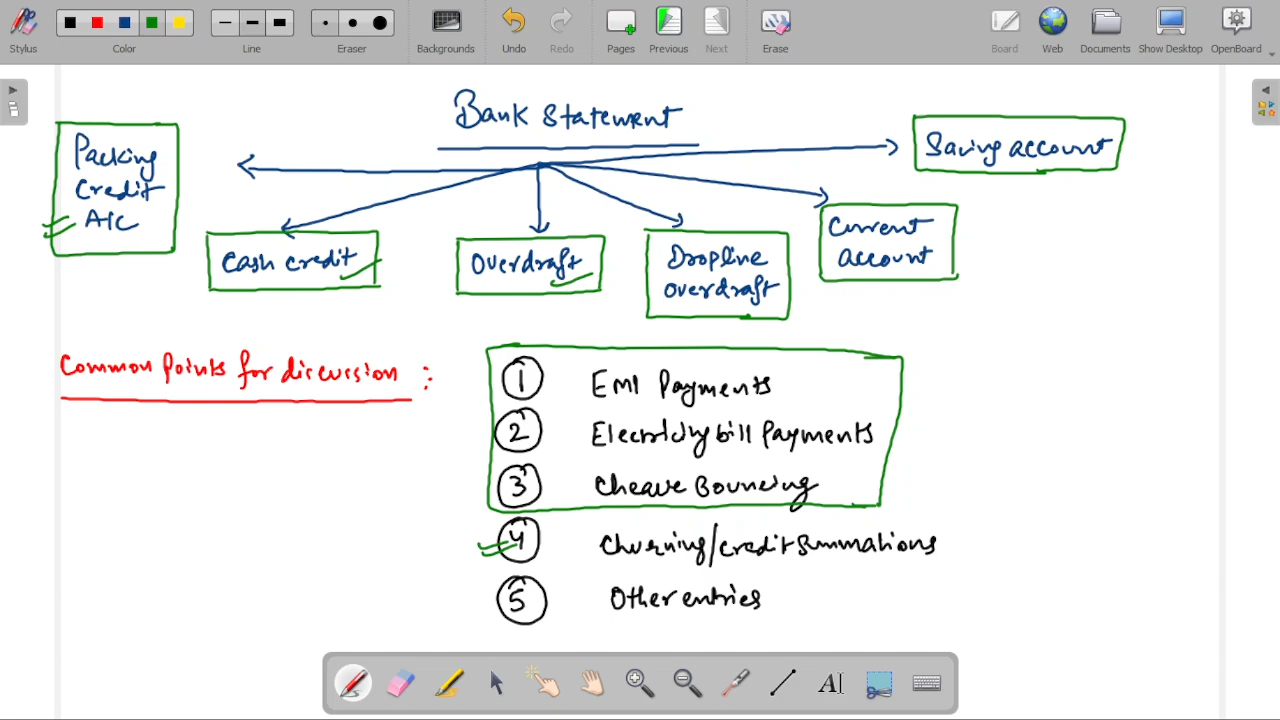 Stylus
Color
Line
Eraser
Backgrounds
Undo
Redo
Pages
Previous
Next
Erase
Board
Web
Documents
Show Desktop
OpenBoard
Bank Statement
Packing
Credit
A/C
Cash credit
Overdraft
Dropline
overdraft
Current
account
Saving account
Common Points for discussion :
1 EMI Payments
2 Electricity bill Payments
3 Cheque Bouncing
4 Churning/Credit Summations
5 Other entries
AI